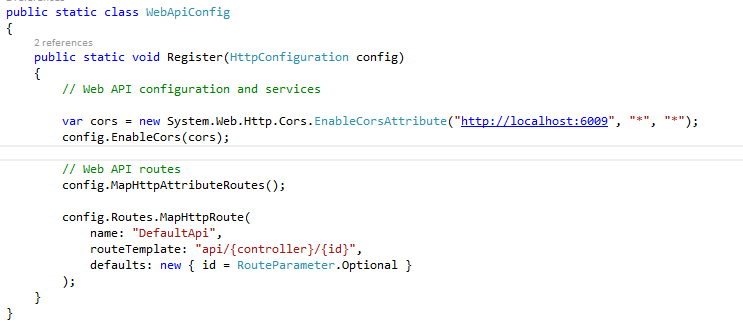 public static class WebApiConfig
{
2 references
public static void Register(HttpConfiguration config)
{
// Web API configuration and services
var cors = new System.Web.Http.Cors.EnableCorsAttribute("http://localhost:6009", "*", "*");
config.EnableCors(cors);
// Web API routes
config.MapHttpAttributeRoutes();
config.Routes.MapHttpRoute(
name: "DefaultApi",
routeTemplate: "api/{controller}/{id}",
defaults: new { id = RouteParameter.Optional }
);
}
}